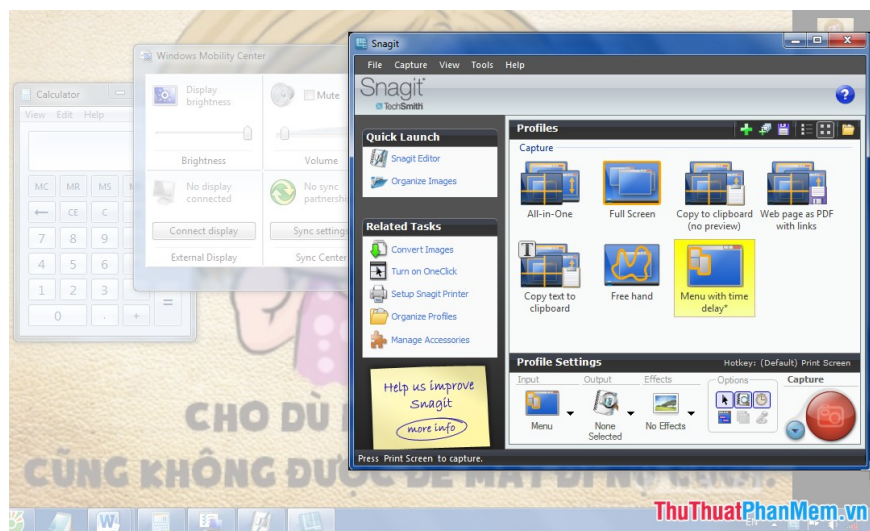 Snagit
File Capture View Tools Help
Snagit
TechSmith
Quick Launch
Snagit Editor
Organize Images
Related Tasks
Convert Images
Turn on OneClick
Setup Snagit Printer
Organize Profiles
Manage Accessories
Help us improve
Snagit
more info
Profiles
Capture
All-in-One
Full Screen
Copy to clipboard
(no preview)
Web page as PDF
with links
T
Copy text to
clipboard
Free hand
Menu with time
delay*
Profile Settings
Hotkey: (Default) Print Screen
Input Output Effects Options Capture
Menu
None
Selected
No Effects
Press Print Screen to capture.
Windows Mobility Center
Display
brightness
Mute
Brightness
Volume
No display
connected
No sync
Connect display
External Display
Sync Center
Calculator
View Edit Help
MC MR MS
← CE C
7 8 9
4 5 6
1 2 3 =
0 . +
CHO DÙ
CŨNG KHÔNG
W
EN
ThuThuatPhanMem.vn